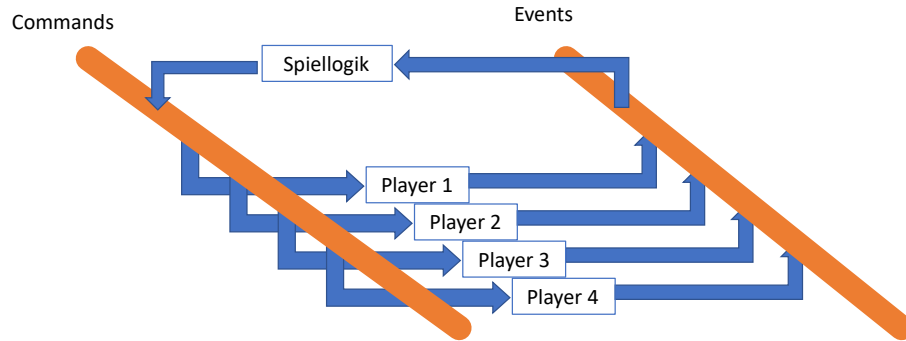 Commands
Events
Spiellogik
Player 1
Player 2
Player 3
Player 4